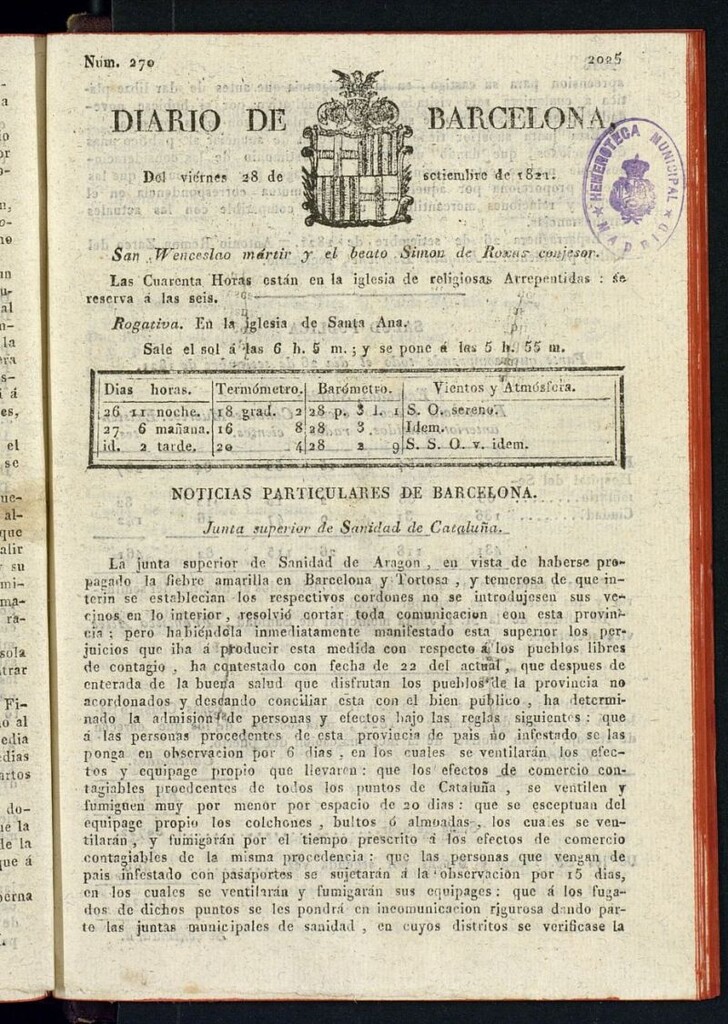 Núm. 270 2025
DIARIO DE BARCELONA,
Del viérnes 28 de setiembre de 1821.
HEMEROTECA MUNICIPAL
MADRID
San Wenceslao mártir y el beato Simon de Roxas confesor.
Las Cuarenta Horas están en la iglesia de religiosas Arrepentidas : se
reserva á las seis.
Rogativa. En la iglesia de Santa Ana.
Sale el sol á las 6 h. 5 m. ; y se pone á las 5 h. 55 m.
Dias horas. Termómetro. Barómetro. Vientos y Atmósfera.
26 11 noche. 18 grad. 2 28 p. 3 l. 1 S. O. sereno.
27 6 mañana. 16 8 28 3 Idem.
id. 2 tarde. 20 4 28 2 9 S. S. O. v. idem.
NOTICIAS PARTICULARES DE BARCELONA.
Junta superior de Sanidad de Cataluña.
La junta superior de Sanidad de Aragon , en vista de haberse pro-
pagado la fiebre amarilla en Barcelona y Tortosa , y temerosa de que in-
terin se establecian los respectivos cordones no se introdujesen sus ve-
cinos en lo interior , resolvió cortar toda comunicacion con esta provin-
cia ; pero habiéndola inmediatamente manifestado esta superior los per-
juicios que iba á producir esta medida con respecto á los pueblos libres
de contagio , ha contestado con fecha de 22 del actual , que despues de
enterada de la buena salud que disfrutan los pueblos de la provincia no
acordonados y deseando conciliar esta con el bien público , ha determi-
nado la admision de personas y efectos bajo las reglas siguientes : que
á las personas procedentes de esta provincia de pais no infestado se las
ponga en observacion por 6 dias , en los cuales se ventilarán los efec-
tos y equipage propio que llevaren : que los efectos de comercio con-
tagiables procedentes de todos los puntos de Cataluña , se ventilen y
fumiguen muy por menor por espacio de 20 dias : que se esceptuan del
equipage propio los colchones , bultos ó almoadas , los cuales se ven-
tilarán , y fumigarán por el tiempo prescrito á los efectos de comercio
contagiables de la misma procedencia : que las personas que vengan de
pais infestado con pasaportes se sujetarán á la observacion por 15 dias,
en los cuales se ventilarán y fumigarán sus equipages : que á los fuga-
dos de dichos puntos se les pondrá en incomunicacion rigurosa dando par-
te las juntas municipales de sanidad , en cuyos distritos se verificase la